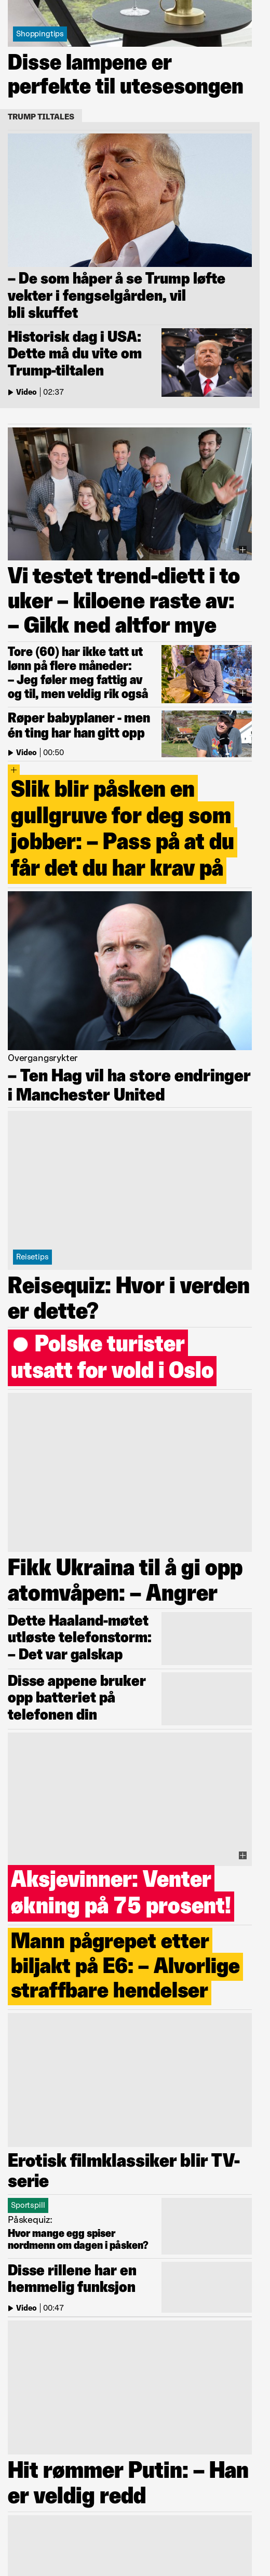 Shoppingtips
Disse lampene er
perfekte til utesesongen
TRUMP TILTALES
– De som håper å se Trump løfte
vekter i fengselgården, vil
bli skuffet
Historisk dag i USA:
Dette må du vite om
Trump-tiltalen
Video | 02:37
Vi testet trend-diett i to
uker – kiloene raste av:
– Gikk ned altfor mye
Tore (60) har ikke tatt ut
lønn på flere måneder:
– Jeg føler meg fattig av
og til, men veldig rik også
Røper babyplaner - men
én ting har han gitt opp
Video | 00:50
+
Slik blir påsken en
gullgruve for deg som
jobber: – Pass på at du
får det du har krav på
Overgangsrykter
– Ten Hag vil ha store endringer
i Manchester United
Reisetips
Reisequiz: Hvor i verden
er dette?
Polske turister
utsatt for vold i Oslo
Fikk Ukraina til å gi opp
atomvåpen: – Angrer
Dette Haaland-møtet
utløste telefonstorm:
– Det var galskap
Disse appene bruker
opp batteriet på
telefonen din
Aksjevinner: Venter
økning på 75 prosent!
Mann pågrepet etter
biljakt på E6: – Alvorlige
straffbare hendelser
Erotisk filmklassiker blir TV-
serie
Sportspill
Påskequiz:
Hvor mange egg spiser
nordmenn om dagen i påsken?
Disse rillene har en
hemmelig funksjon
Video | 00:47
Hit rømmer Putin: – Han
er veldig redd